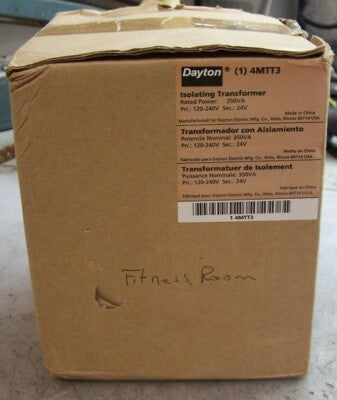 Dayton® (1) 4MTT3
Isolating Transformer
Rated Power: 350VA
Pri.: 120-240V Sec.: 24V
Made in China
Manufactured for Dayton Electric Mfg. Co., Niles, Illinois 60714 USA
Transformador con Aislamiento
Potencia Nominal: 350VA
Pri.: 120-240V Sec.: 24V
Hecho en China
Fabricado para Dayton Electric Mfg. Co., Niles, Illinois 60714 USA
Transformatuer de Isolement
Puissance Nominale: 350VA
Pri.: 120-240V Sec.: 24V
Fabriqué en Chine
Fabriqué pour Dayton Electric Mfg. Co., Niles, Illinois 60714 U.S.A.
1 4MTT3
Fitness Room